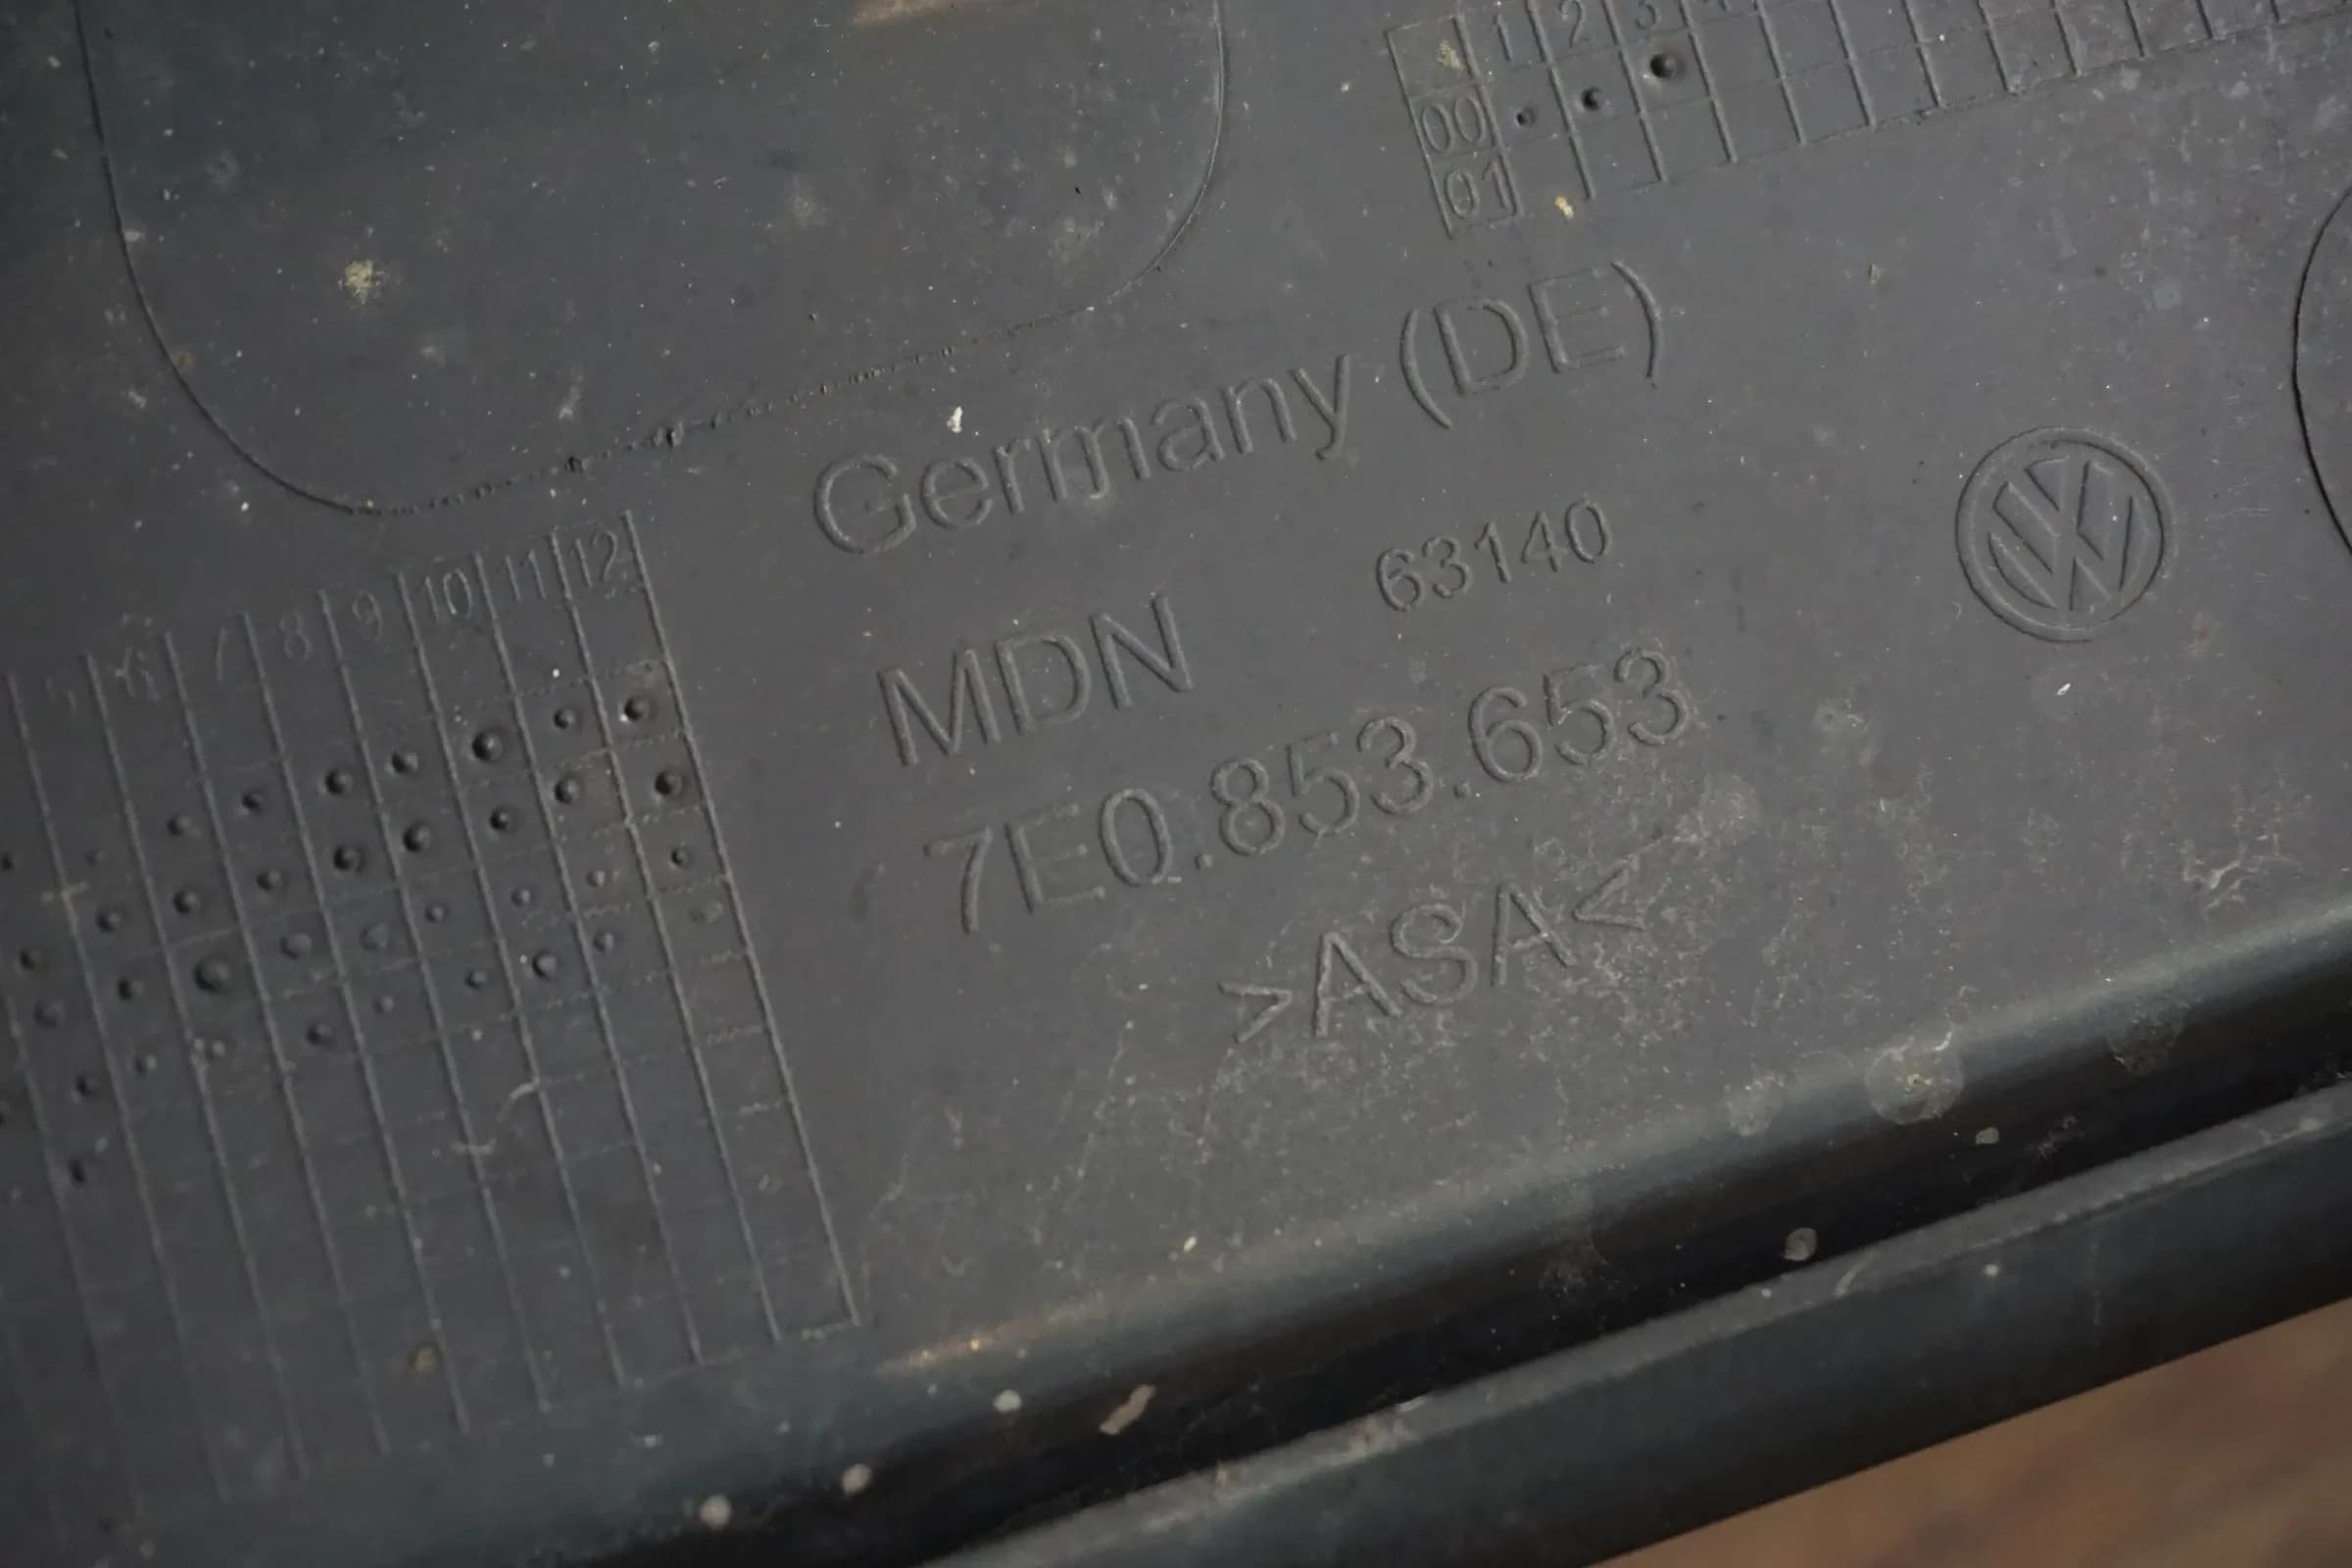 1 2 3 4
00
01
Germany (DE)
63140
MDN
7E0.853.653
>ASA<
5 6 7 8 9 10 11 12